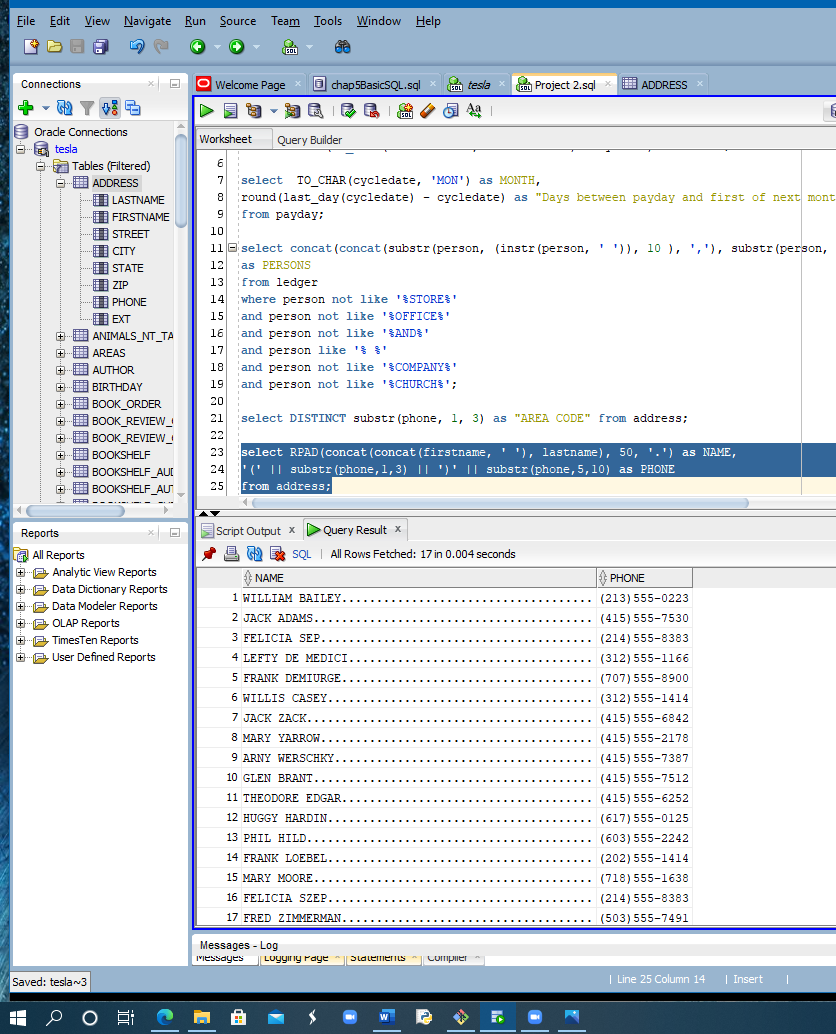 File Edit View Navigate Run Source Team Tools Window Help
Connections
Welcome Page chap5BasicSQL.sql tesla Project 2.sql ADDRESS
Worksheet Query Builder
Oracle Connections
tesla
Tables (Filtered)
ADDRESS
LASTNAME
FIRSTNAME
STREET
CITY
STATE
ZIP
PHONE
EXT
ANIMALS_NT_TA
AREAS
AUTHOR
BIRTHDAY
BOOK_ORDER
BOOK_REVIEW_
BOOK_REVIEW_
BOOKSHELF
BOOKSHELF_AUD
BOOKSHELF_AUT
6
7 select TO_CHAR(cycledate, 'MON') as MONTH,
8 round(last_day(cycledate) - cycledate) as "Days between payday and first of next mont
9 from payday;
10
11 select concat(concat(substr(person, (instr(person, ' ')), 10 ), ','), substr(person,
12 as PERSONS
13 from ledger
14 where person not like '%STORE%'
15 and person not like '%OFFICE%'
16 and person not like '%AND%'
17 and person like '% %'
18 and person not like '%COMPANY%'
19 and person not like '%CHURCH%';
20
21 select DISTINCT substr(phone, 1, 3) as "AREA CODE" from address;
22
23 select RPAD(concat(concat(firstname, ' '), lastname), 50, '.') as NAME,
24 '(' || substr(phone,1,3) || ')' || substr(phone,5,10) as PHONE
25 from address;
Reports
All Reports
Analytic View Reports
Data Dictionary Reports
Data Modeler Reports
OLAP Reports
TimesTen Reports
User Defined Reports
Script Output x Query Result x
SQL | All Rows Fetched: 17 in 0.004 seconds
NAME PHONE
1 WILLIAM BAILEY.................................... (213)555-0223
2 JACK ADAMS........................................ (415)555-7530
3 FELICIA SEP....................................... (214)555-8383
4 LEFTY DE MEDICI................................... (312)555-1166
5 FRANK DEMIURGE.................................... (707)555-8900
6 WILLIS CASEY...................................... (312)555-1414
7 JACK ZACK......................................... (415)555-6842
8 MARY YARROW....................................... (415)555-2178
9 ARNY WERSCHKY..................................... (415)555-7387
10 GLEN BRANT........................................ (415)555-7512
11 THEODORE EDGAR.................................... (415)555-6252
12 HUGGY HARDIN...................................... (617)555-0125
13 PHIL HILD......................................... (603)555-2242
14 FRANK LOEBEL...................................... (202)555-1414
15 MARY MOORE........................................ (718)555-1638
16 FELICIA SZEP...................................... (214)555-8383
17 FRED ZIMMERMAN.................................... (503)555-7491
Messages - Log
Messages Logging Page Statements Compiler
Saved: tesla~3
| Line 25 Column 14 | Insert |